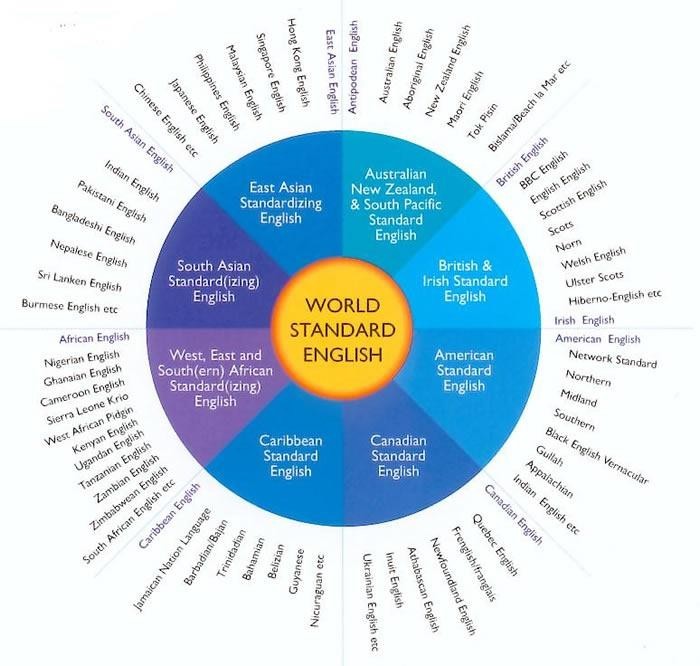 WORLD
STANDARD
ENGLISH
Australian
New Zealand,
& South Pacific
Standard
English
British &
Irish Standard
English
American
Standard
English
Canadian
Standard
English
Caribbean
Standard
English
West, East and
South(ern) African
Standard(izing)
English
South Asian
Standard(izing)
English
East Asian
Standardizing
English
Antipodean English
Australian English
Aboriginal English
New Zealand English
Maori English
Tok Pisin
Bislama/Beach la Mar etc
British English
BBC English
English English
Scottish English
Scots
Norn
Welsh English
Ulster Scots
Hiberno-English etc
Irish English
American English
Network Standard
Northern
Midland
Southern
Black English Vernacular
Gullah
Appalachian
Indian English etc
Canadian English
Quebec English
Frenglish/franglais
Newfoundland English
Athabascan English
Inuit English
Ukrainian English etc
Nicuraguan etc
Guyanese
Belizian
Bahamian
Trinidadian
Barbadian/Bajan
Jamaican Nation Language
Caribbean English
South African English etc
Zimbabwean English
Zambian English
Tanzanian English
Ugandan English
Kenyan English
West African Pidgin
Sierra Leone Krio
Cameroon English
Ghanaian English
Nigerian English
African English
Burmese English etc
Sri Lanken English
Nepalese English
Bangladeshi English
Pakistani English
Indian English
South Asian English
Chinese English etc
Japanese English
Philippines English
Malaysian English
Singapore English
Hong Kong English
East Asian English